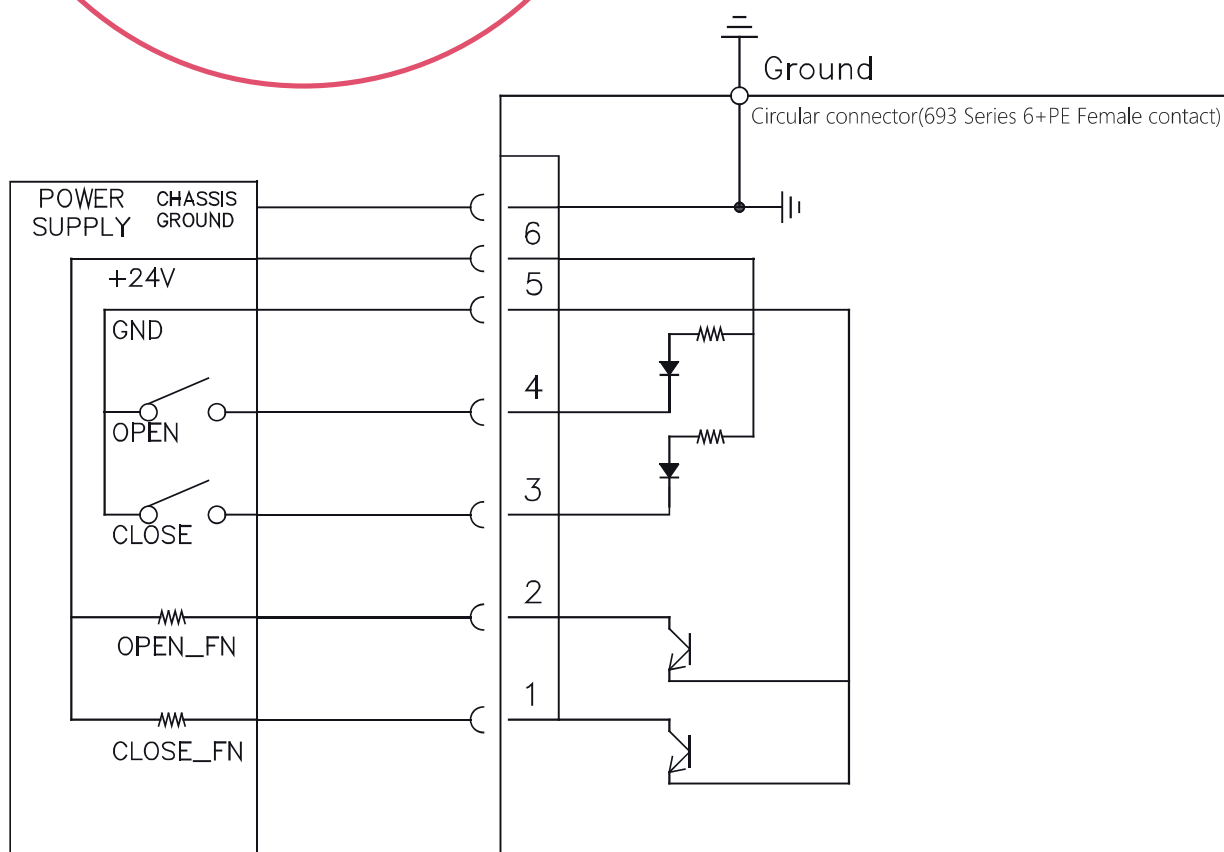 Ground
Circular connector(693 Series 6+PE Female contact)
POWER
SUPPLY
CHASSIS
GROUND
6
+24V
5
GND
4
OPEN
3
CLOSE
2
OPEN_FN
1
CLOSE_FN